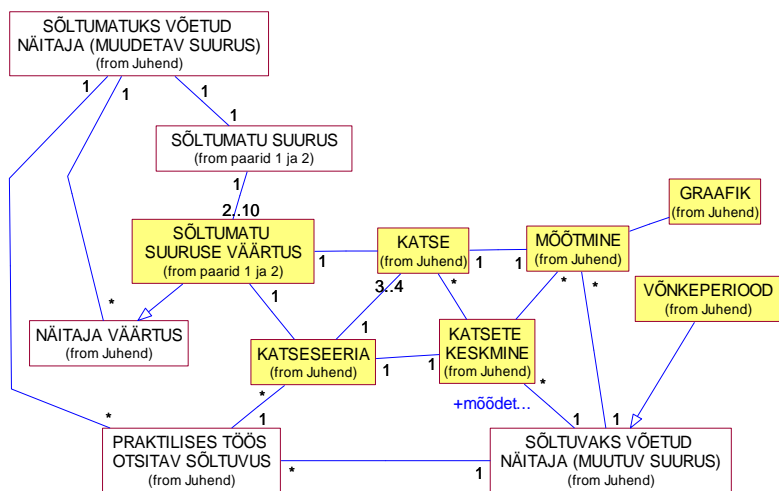 SÕLTUMATUKS VÕETUD
NÄITAJA (MUUDETAV SUURUS)
(from Juhend)
1
1
1
1
SÕLTUMATU SUURUS
(from paarid 1 ja 2)
1
2..10
SÕLTUMATU
SUURUSE VÄÄRTUS
(from paarid 1 ja 2)
1
1
KATSE
(from Juhend)
1
1
3..4
*
MÕÕTMINE
(from Juhend)
*
*
GRAAFIK
(from Juhend)
VÕNKEPERIOOD
(from Juhend)
*
NÄITAJA VÄÄRTUS
(from Juhend)
1
1
KATSESEERIA
(from Juhend)
1
1
*
KATSETE
KESKMINE
(from Juhend)
*
+mõõdet...
*
1
1
1
PRAKTILISES TÖÖS
OTSITAV SÕLTUVUS
(from Juhend)
*
1
SÕLTUVAKS VÕETUD
NÄITAJA (MUUTUV SUURUS)
(from Juhend)